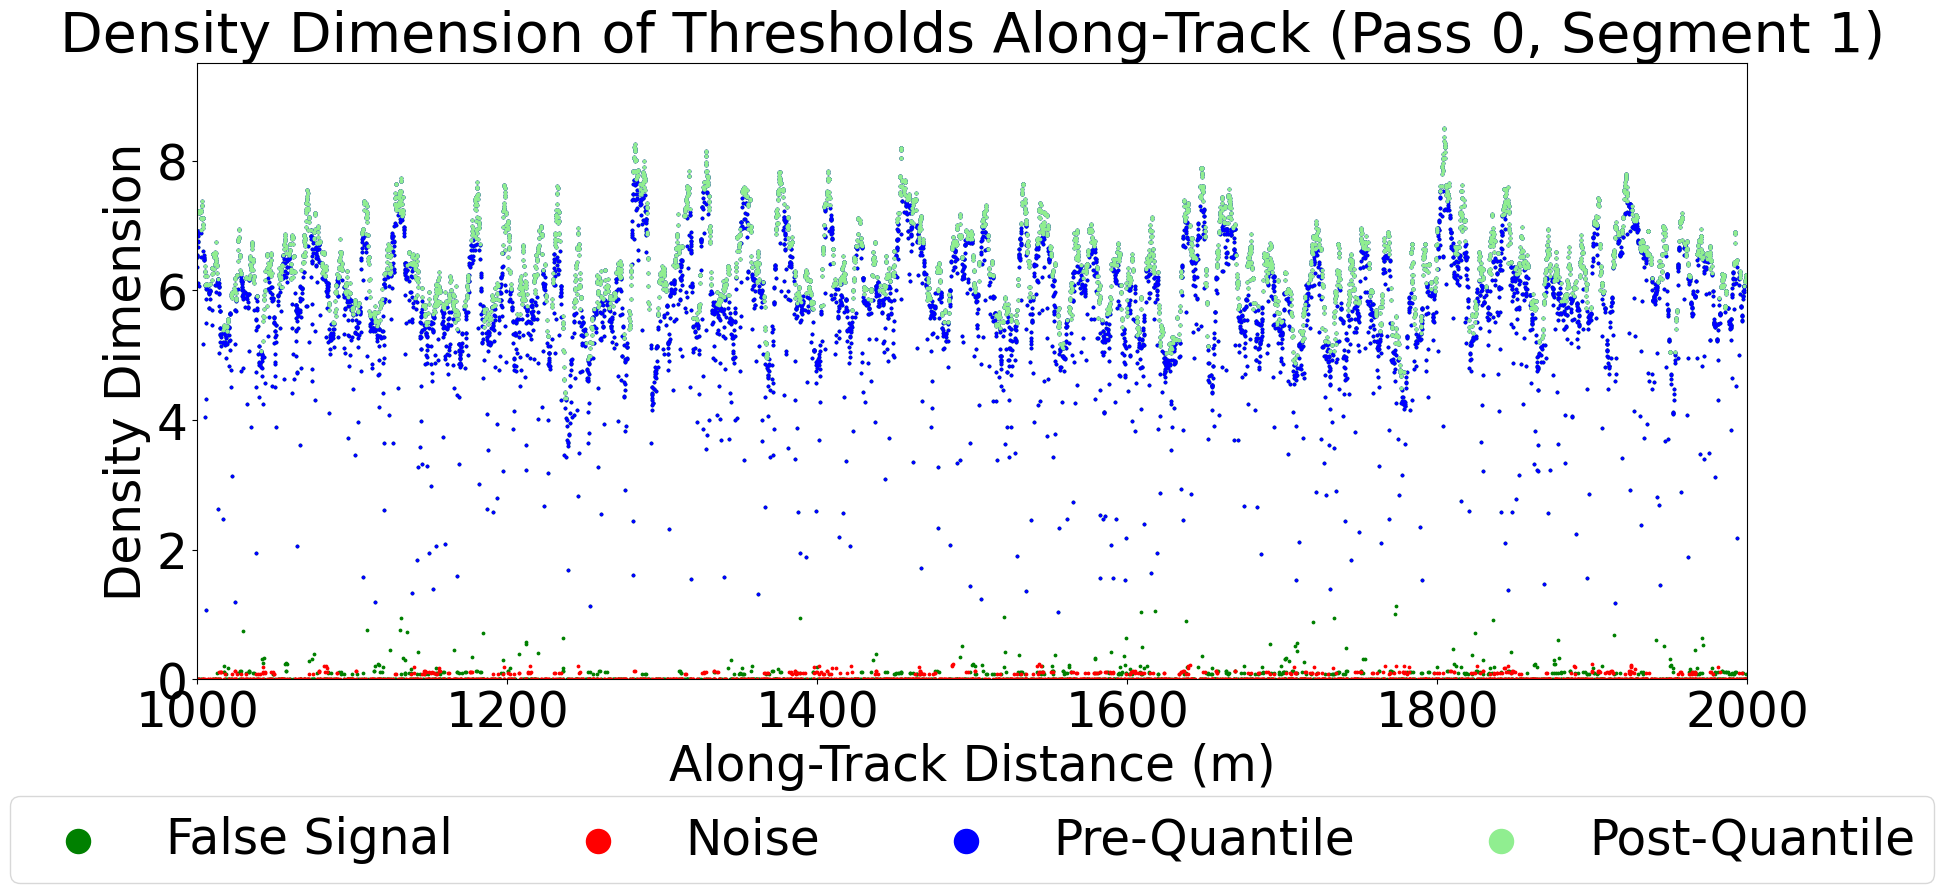 Density Dimension of Thresholds Along-Track (Pass 0, Segment 1)
Density Dimension
8
6
4
2
0
1000 1200 1400 1600 1800 2000
Along-Track Distance (m)
False Signal Noise Pre-Quantile Post-Quantile